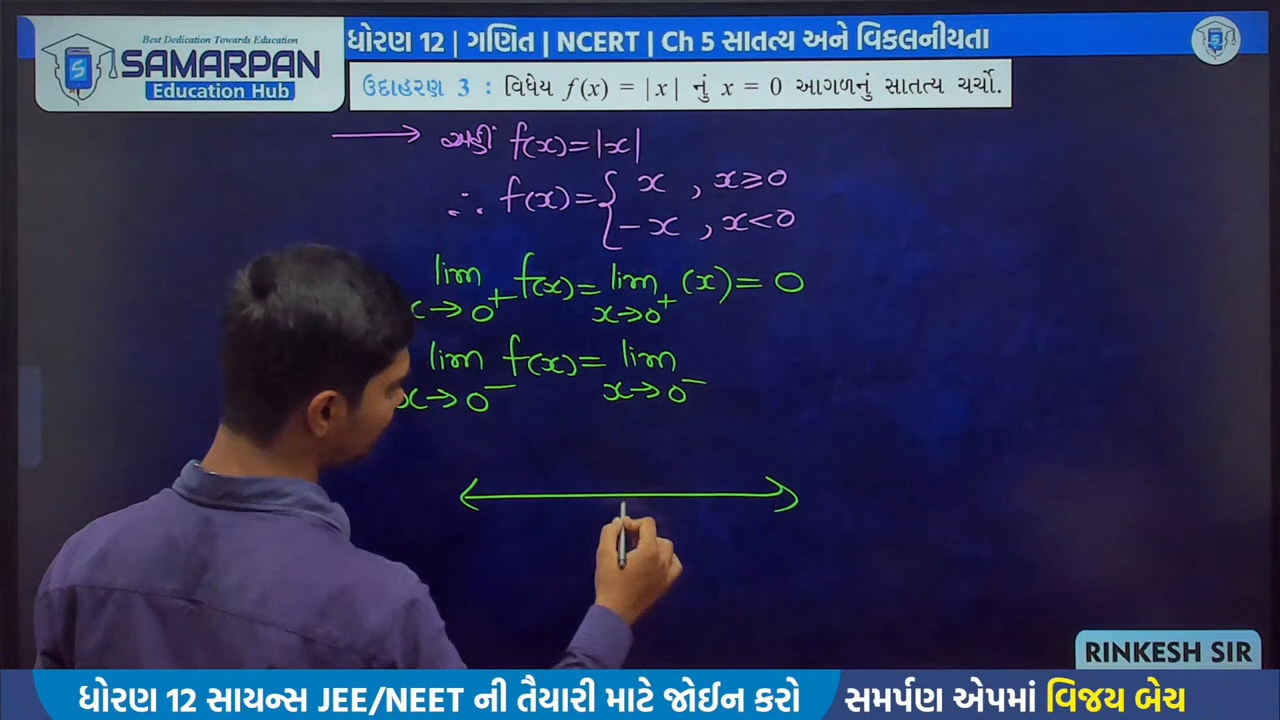 Best Dedication Towards Education
SAMARPAN
Education Hub
ધોરણ 12 | ગણિત | NCERT | Ch 5 સાતત્ય અને વિકલનીયતા
ઉદાહરણ 3 : વિધેય f(x) = |x| નું x = 0 આગળનું સાતત્ય ચર્ચો.
અહીં f(x)=|x|
∴ f(x)={ x , x≥0
-x , x<0
lim x→0+ f(x)= lim x→0+ (x)=0
lim x→0- f(x)= lim x→0-
RINKESH SIR
ધોરણ 12 સાયન્સ JEE/NEET ની તૈયારી માટે જોઈન કરો
સમર્પણ એપમાં વિજય બેચ